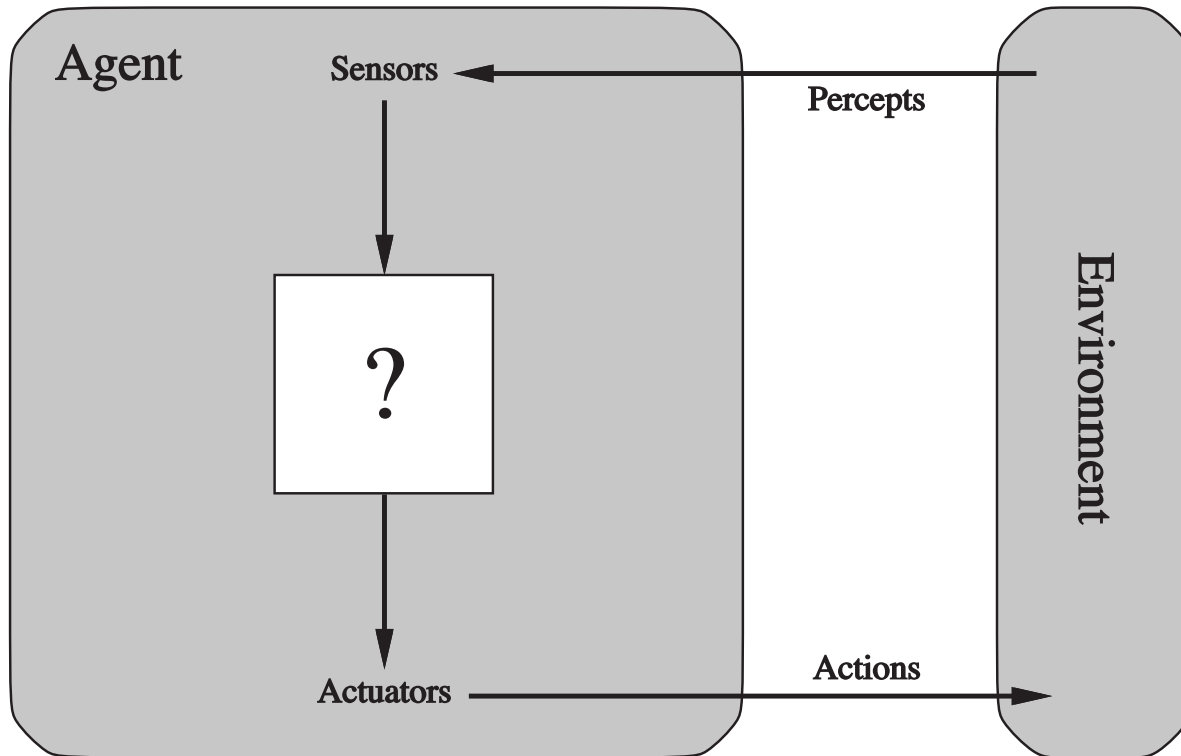 Agent
Sensors
Percepts
?
Environment
Actions
Actuators